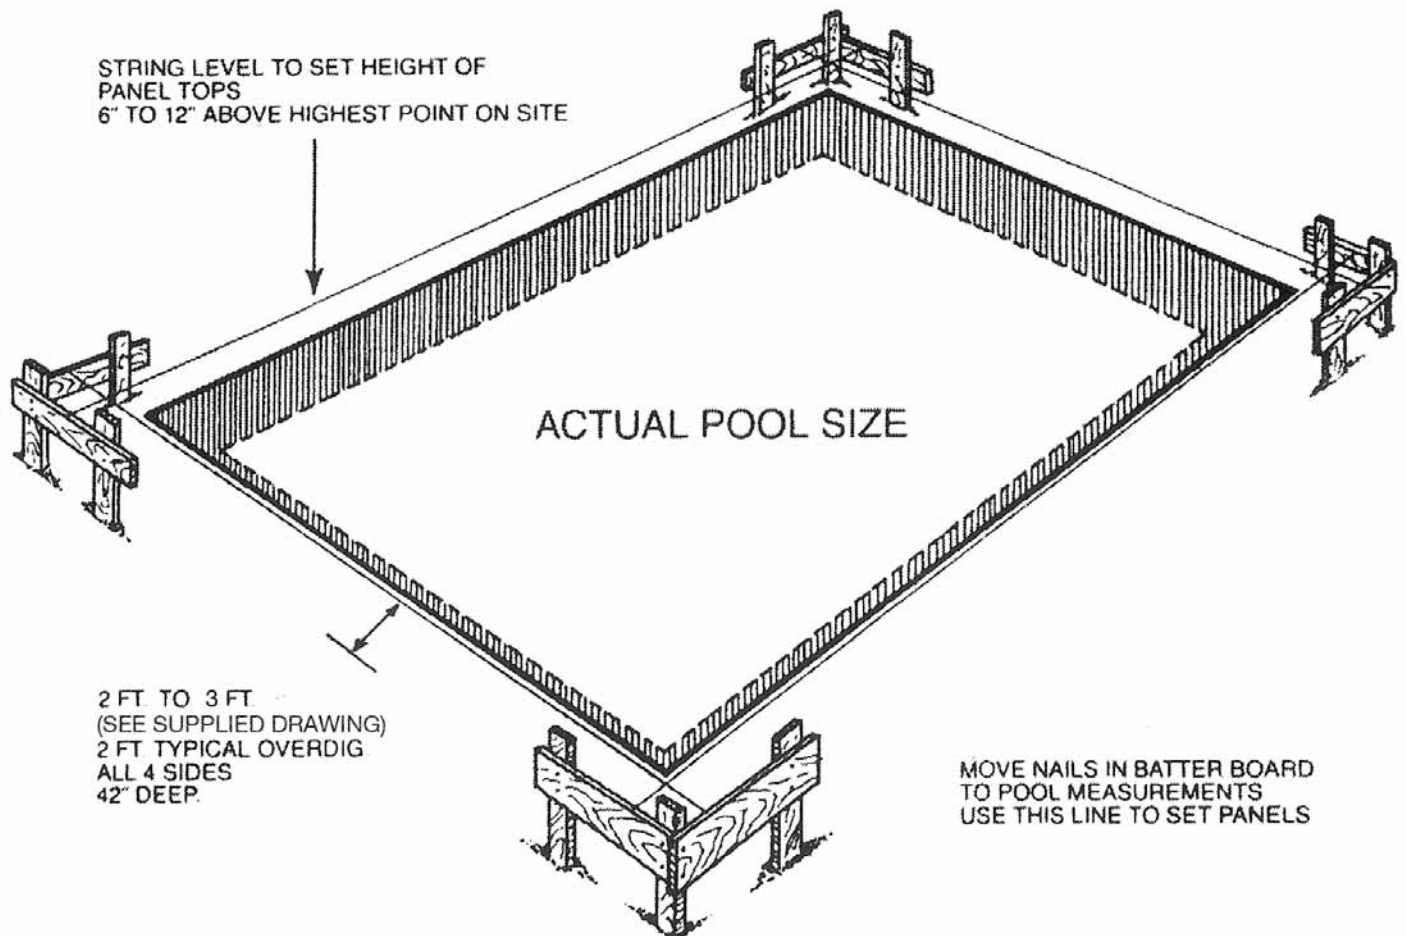 STRING LEVEL TO SET HEIGHT OF
PANEL TOPS
6" TO 12" ABOVE HIGHEST POINT ON SITE
ACTUAL POOL SIZE
2 FT. TO 3 FT.
(SEE SUPPLIED DRAWING)
2 FT. TYPICAL OVERDIG
ALL 4 SIDES
42" DEEP.
MOVE NAILS IN BATTER BOARD
TO POOL MEASUREMENTS
USE THIS LINE TO SET PANELS